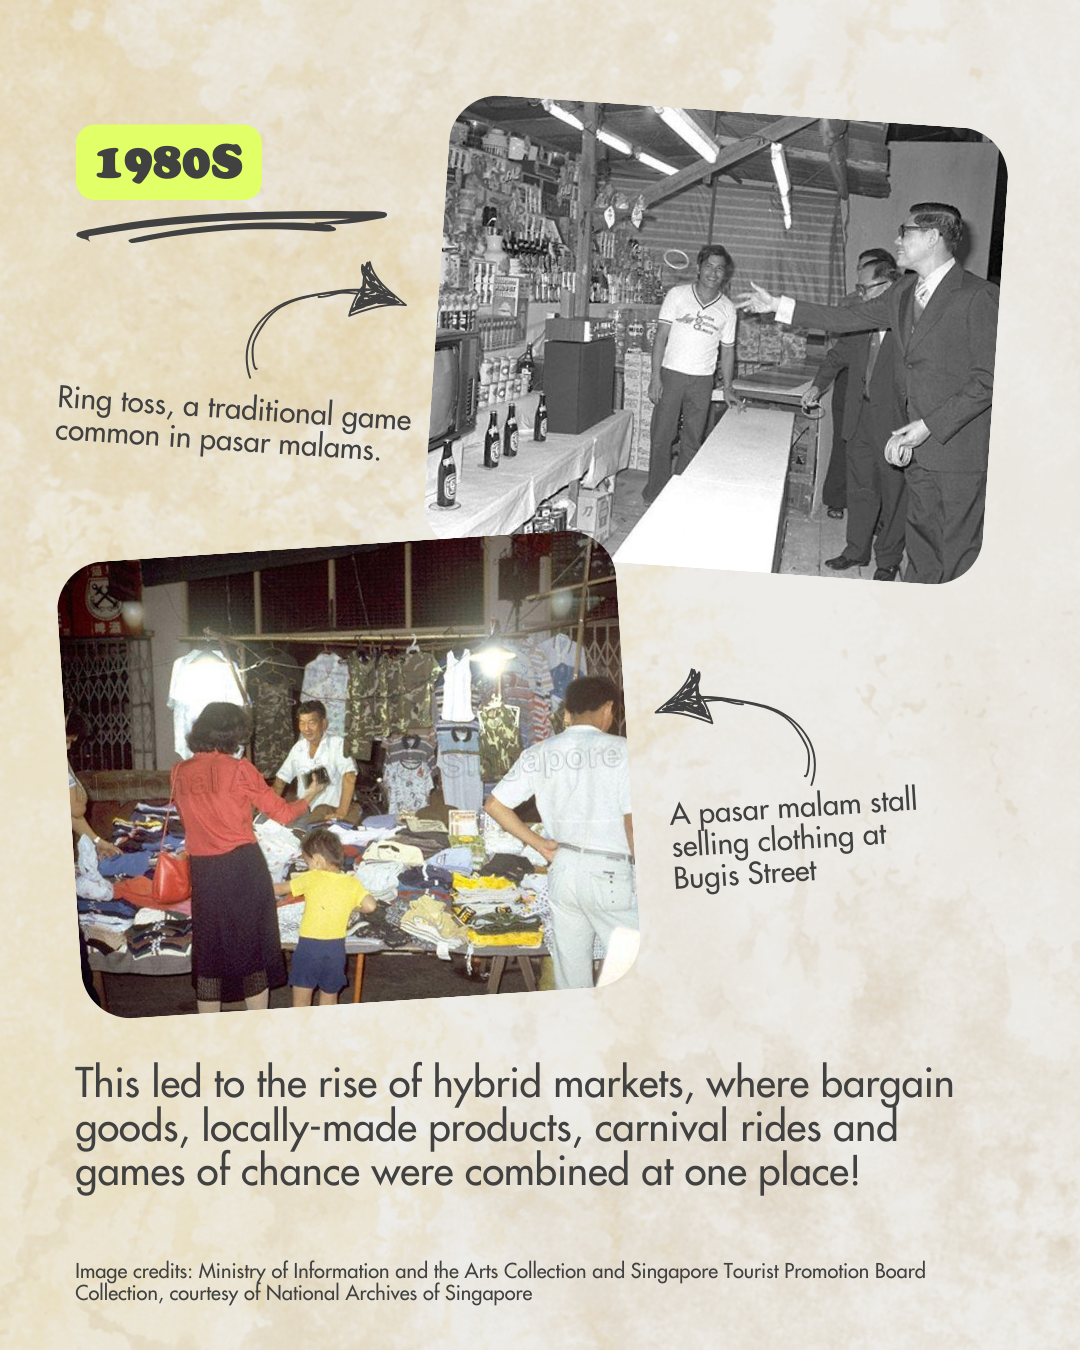 1980S
Ring toss, a traditional game
common in pasar malams.
Singapore
A pasar malam stall
selling clothing at
Bugis Street
This led to the rise of hybrid markets, where bargain
goods, locally-made products, carnival rides and
games of chance were combined at one place!
Image credits: Ministry of Information and the Arts Collection and Singapore Tourist Promotion Board
Collection, courtesy of National Archives of Singapore